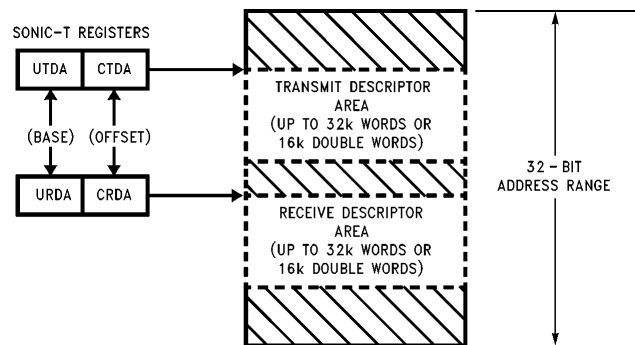 SONIC-T REGISTERS
UTDA CTDA
(BASE) (OFFSET)
URDA CRDA
TRANSMIT DESCRIPTOR
AREA
(UP TO 32k WORDS OR
16k DOUBLE WORDS)
RECEIVE DESCRIPTOR
AREA
(UP TO 32k WORDS OR
16k DOUBLE WORDS)
32-BIT
ADDRESS RANGE